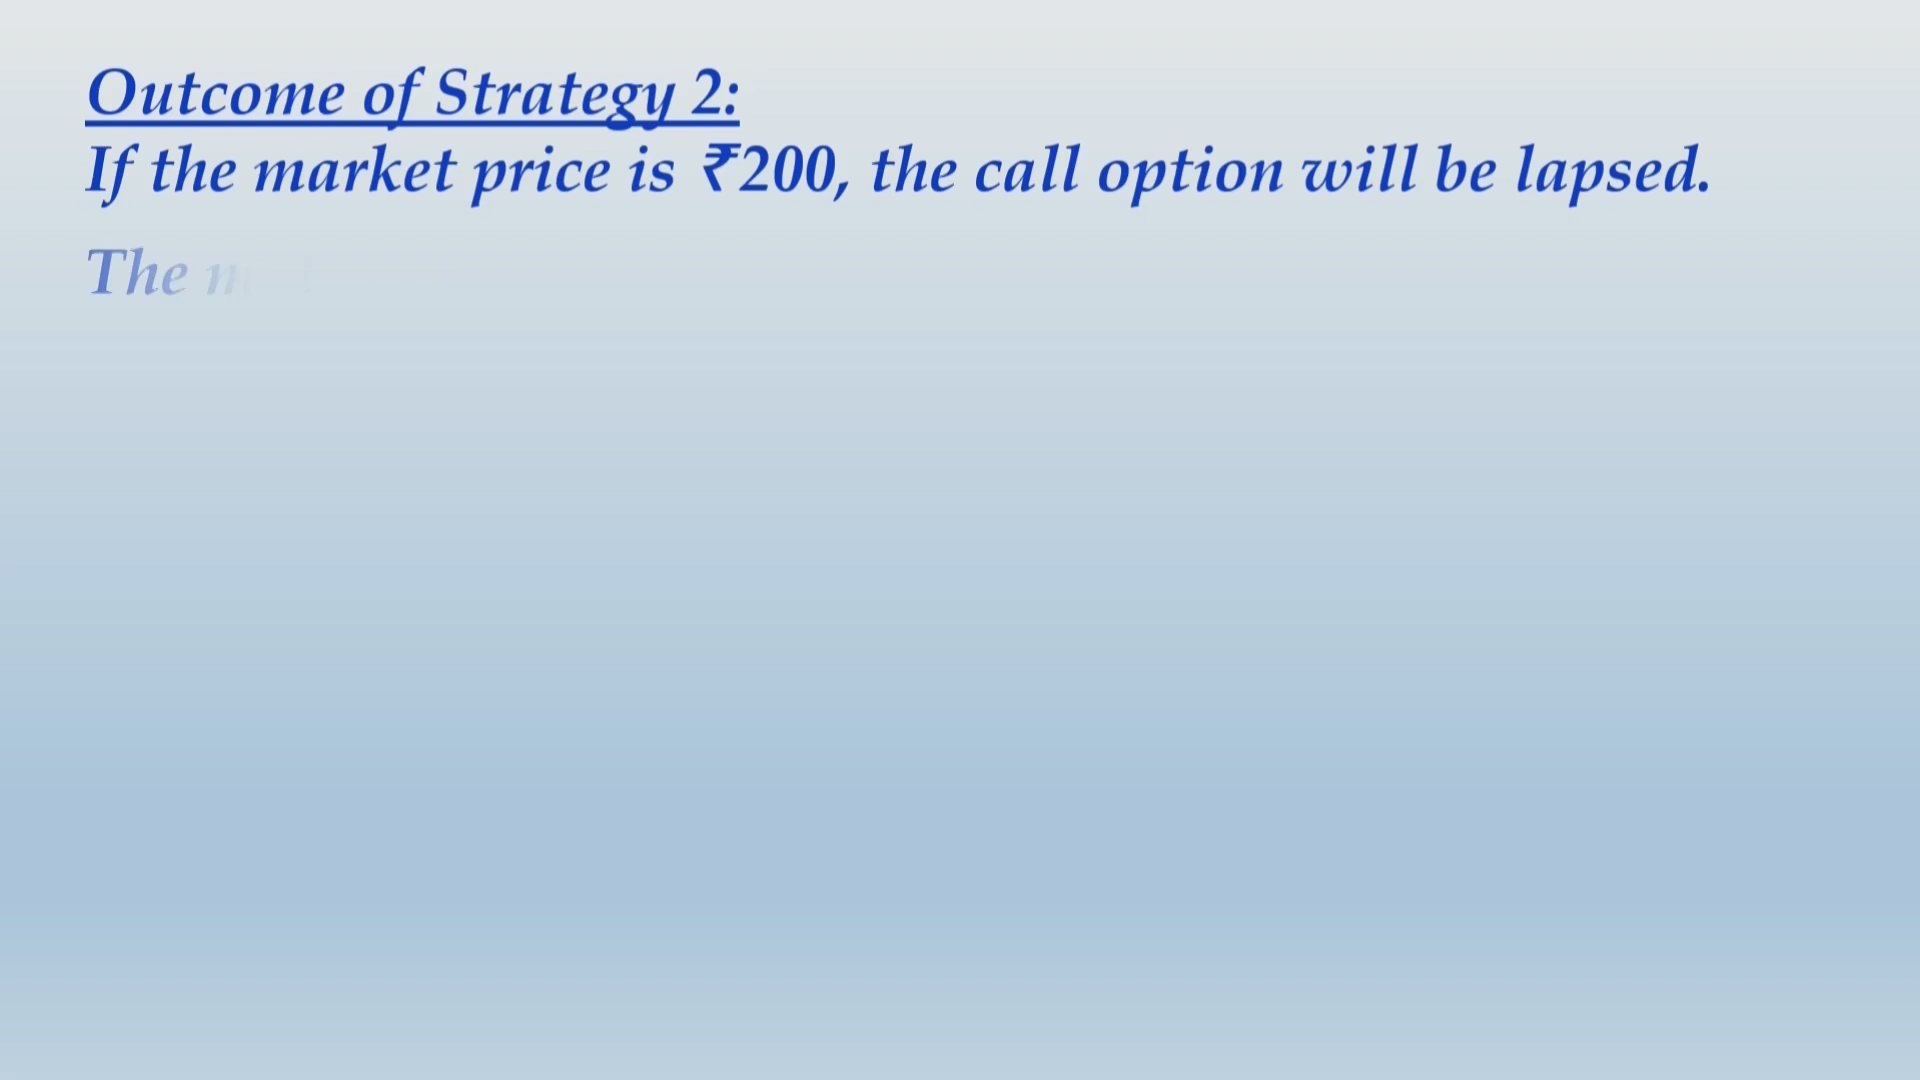 Outcome of Strategy 2:
If the market price is ₹200, the call option will be lapsed.
The